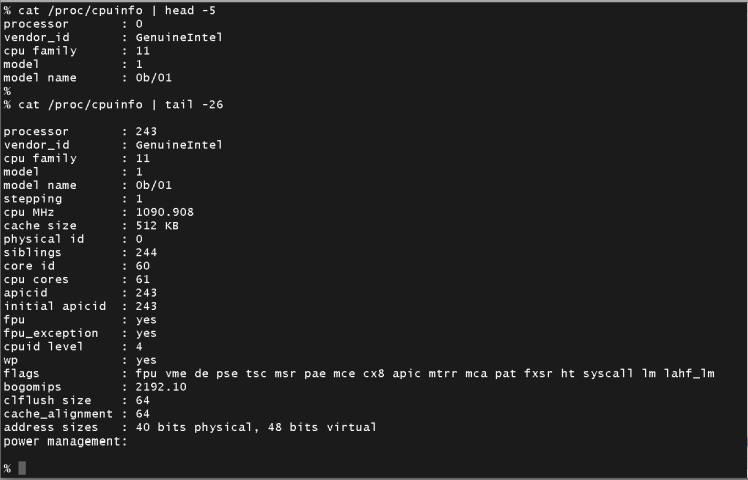 % cat /proc/cpuinfo | head -5
processor : 0
vendor_id : GenuineIntel
cpu family : 11
model : 1
model name : 0b/01
%
% cat /proc/cpuinfo | tail -26
processor : 243
vendor_id : GenuineIntel
cpu family : 11
model : 1
model name : 0b/01
stepping : 1
cpu MHz : 1090.908
cache size : 512 KB
physical id : 0
siblings : 244
core id : 60
cpu cores : 61
apicid : 243
initial apicid : 243
fpu : yes
fpu_exception : yes
cpuid level : 4
wp : yes
flags : fpu vme de pse tsc msr pae mce cx8 apic mtrr mca pat fxsr ht syscall lm lahf_lm
bogomips : 2192.10
clflush size : 64
cache_alignment : 64
address sizes : 40 bits physical, 48 bits virtual
power management:
%